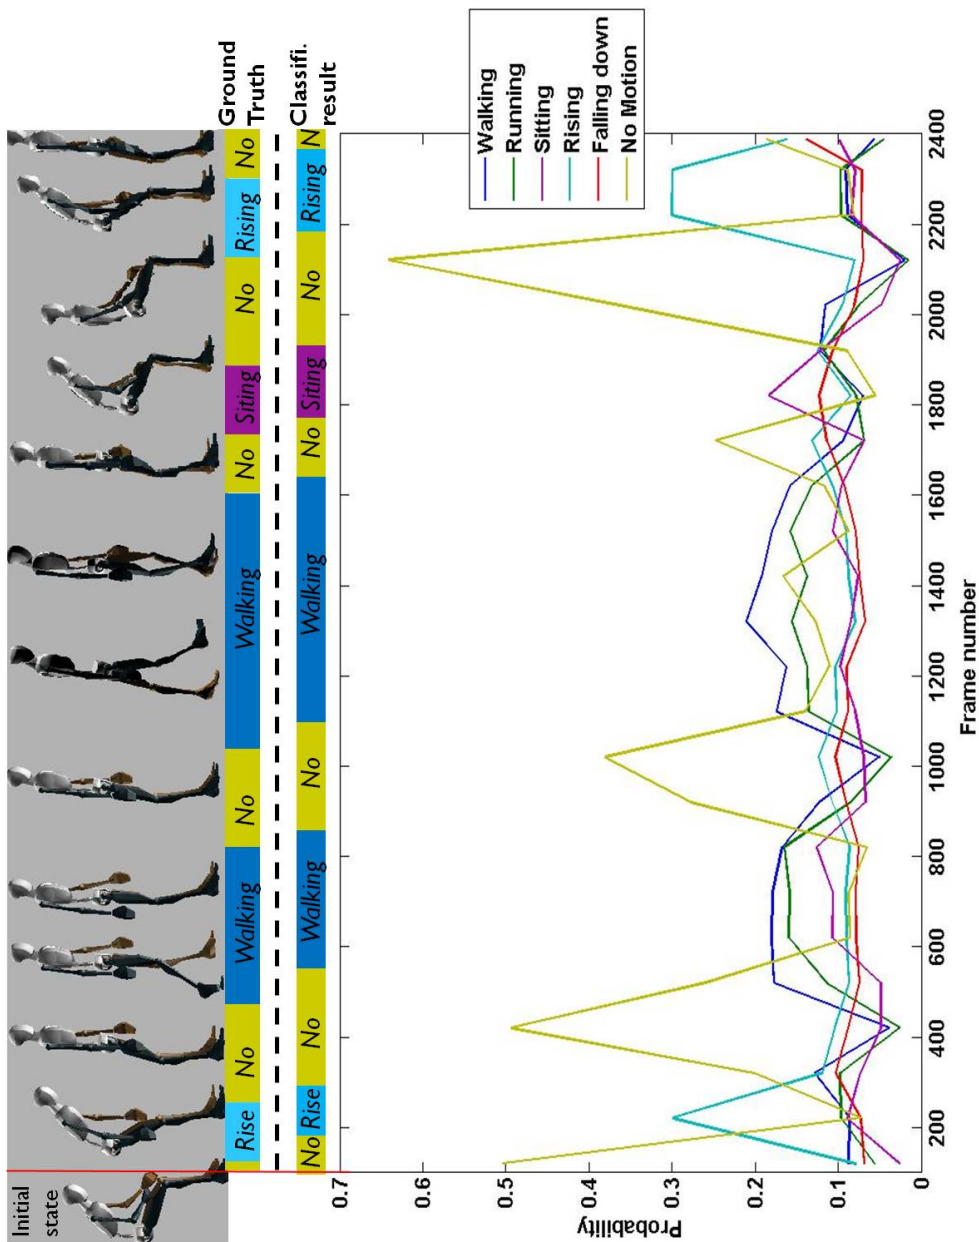 Initial
state
Rise No Walking No Walking No Siting No Rising No
Ground
Truth
No Rise No Walking No Walking No Siting No Rising N
Classifi.
result
0.7
0.6
0.5
0.4
0.3
0.2
0.1
0
Probability
Walking
Running
Sitting
Rising
Falling down
No Motion
200 400 600 800 1000 1200 1400 1600 1800 2000 2200 2400
Frame number